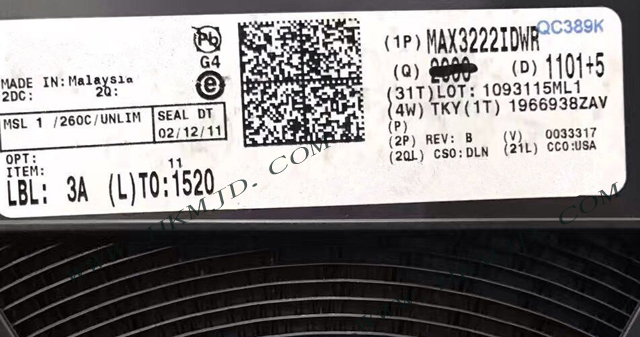 Pb
G4
e
MADE IN: Malaysia
2DC: 2Q:
MSL 1 /260C/UNLIM SEAL DT
02/12/11
OPT:
ITEM: 11
LBL: 3A (L)TO:1520
(1P) MAX3222IDWR QC389K
(Q) 2000 (D) 1101+5
(31T) LOT: 1093115ML1
(4W) TKY(1T) 1966938ZAV
(P)
(2P) REV: B (V) 0033317
(20L) CSO:DLN (21L) CCO:USA